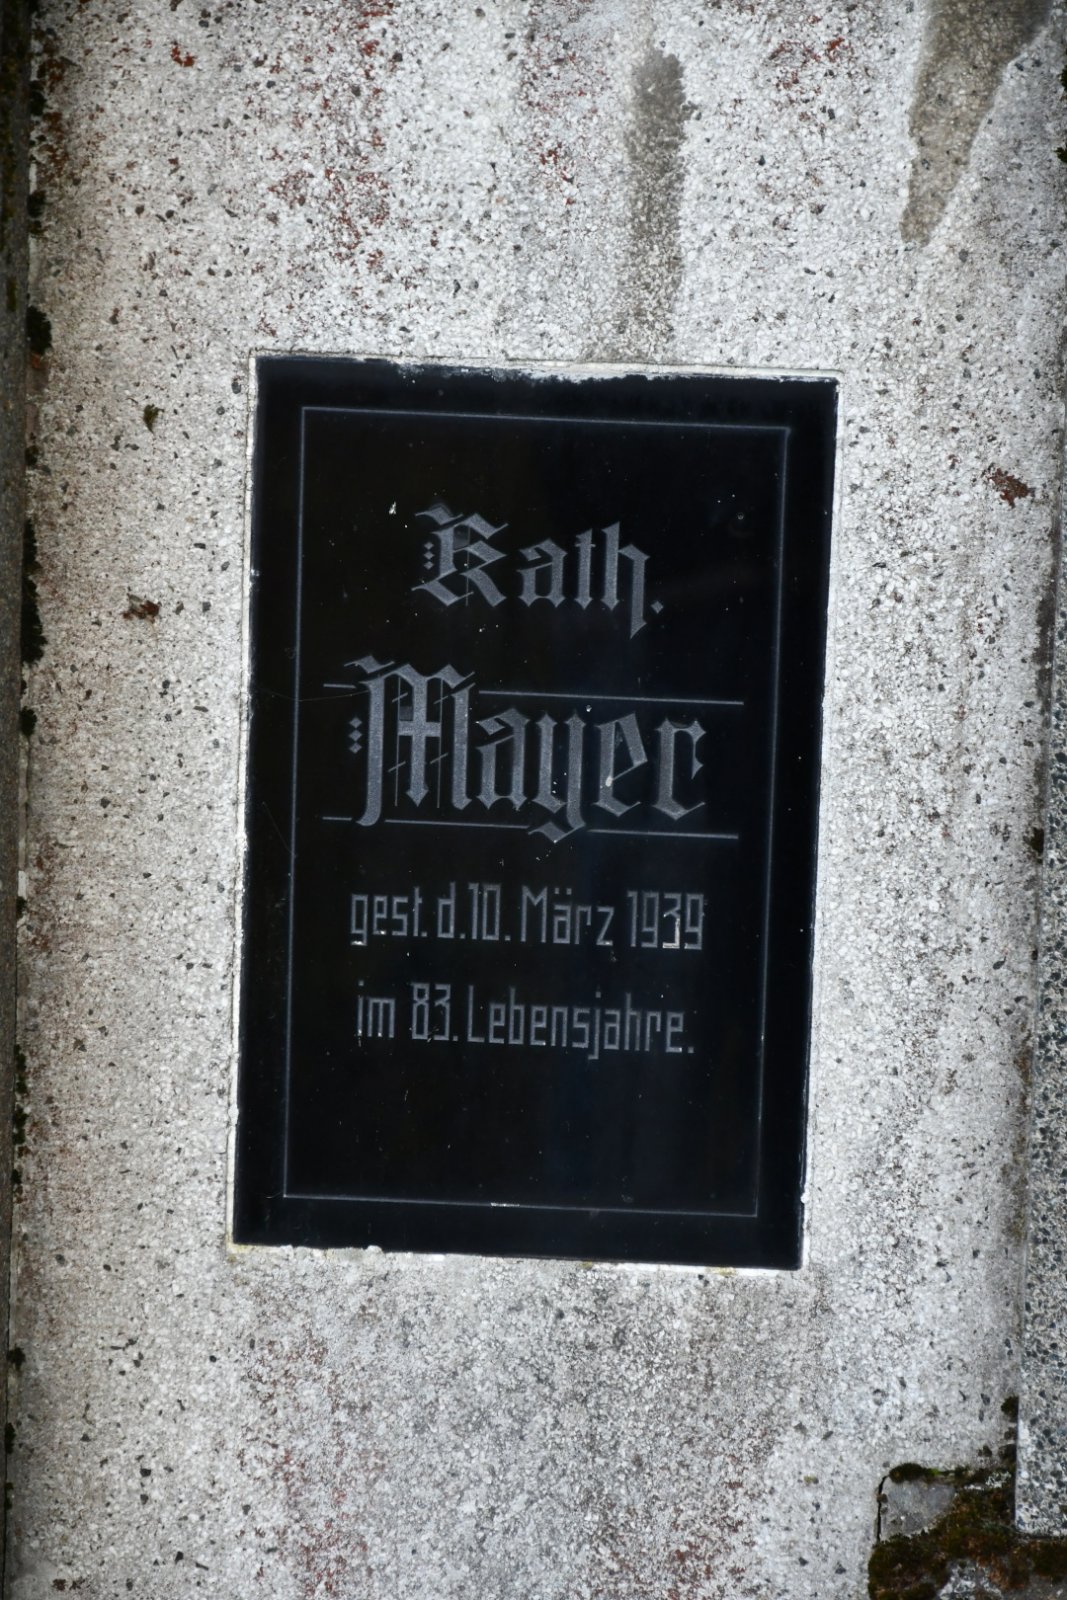 Kath.
Mayer
gest. d. 10. März 1939
im 83. Lebensjahre.